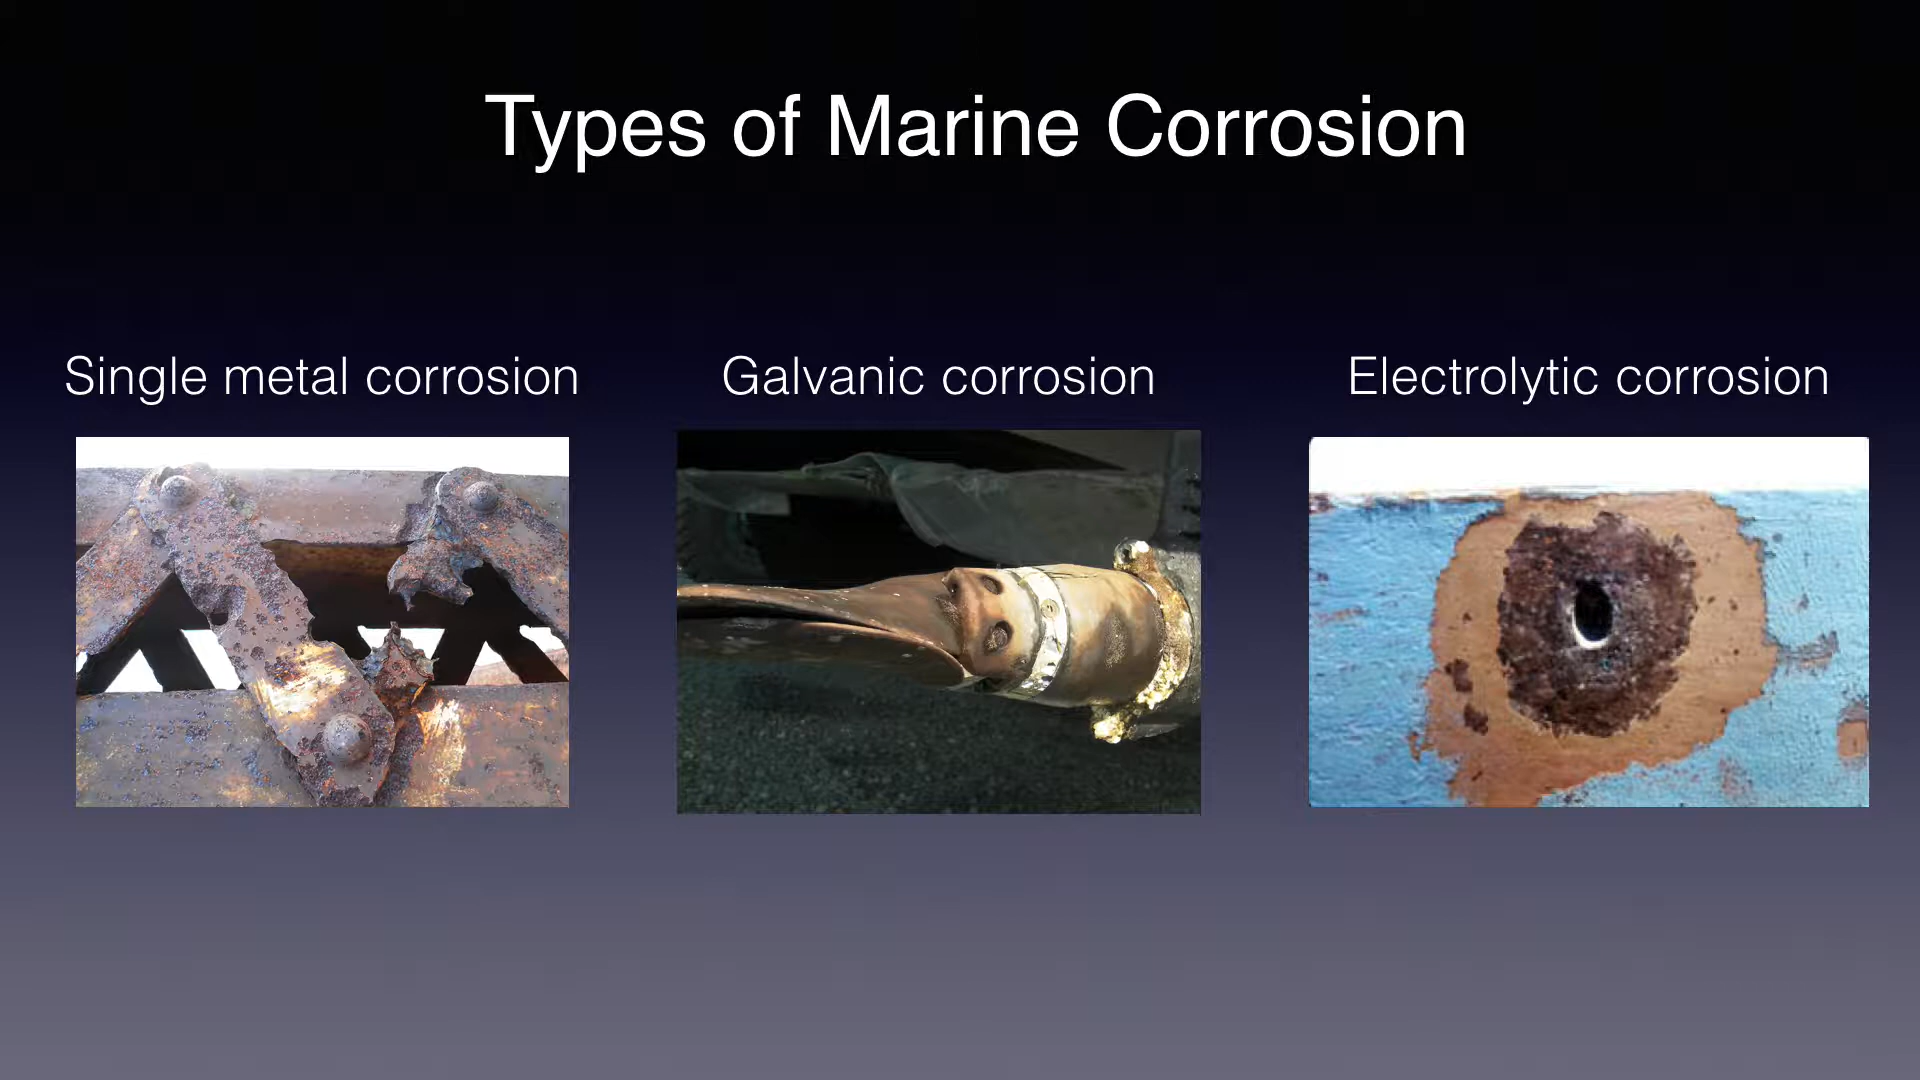 Types of Marine Corrosion
Single metal corrosion
Galvanic corrosion
Electrolytic corrosion